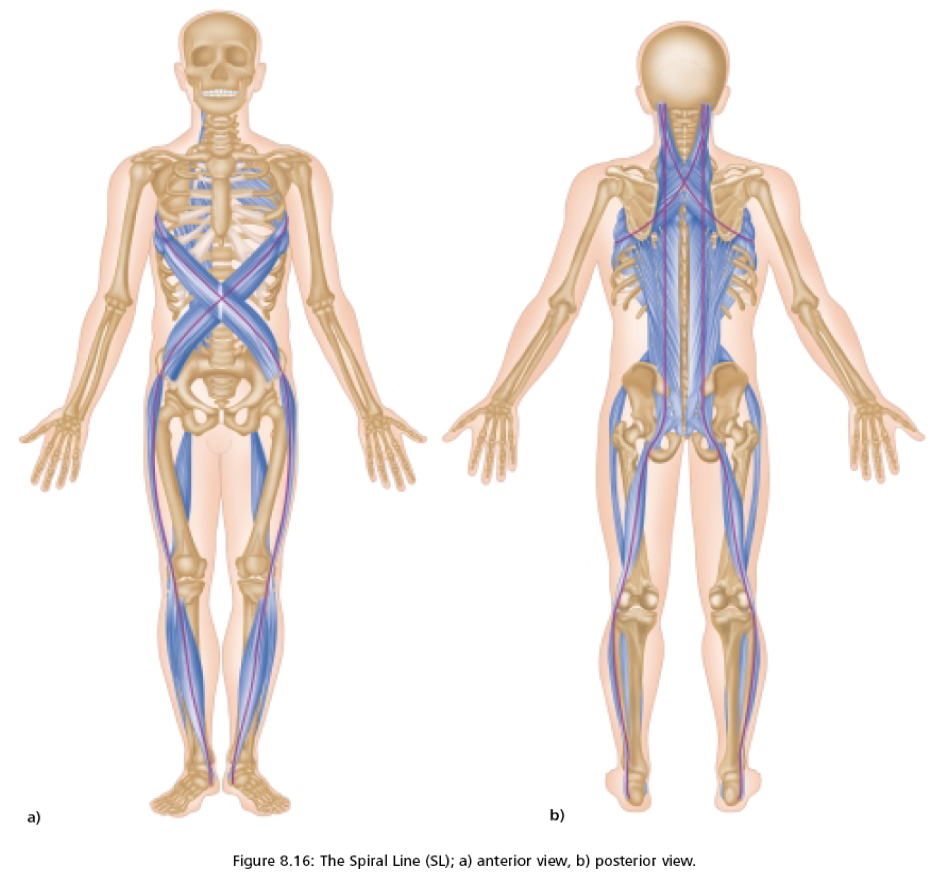 a)
b)
Figure 8.16: The Spiral Line (SL); a) anterior view, b) posterior view.